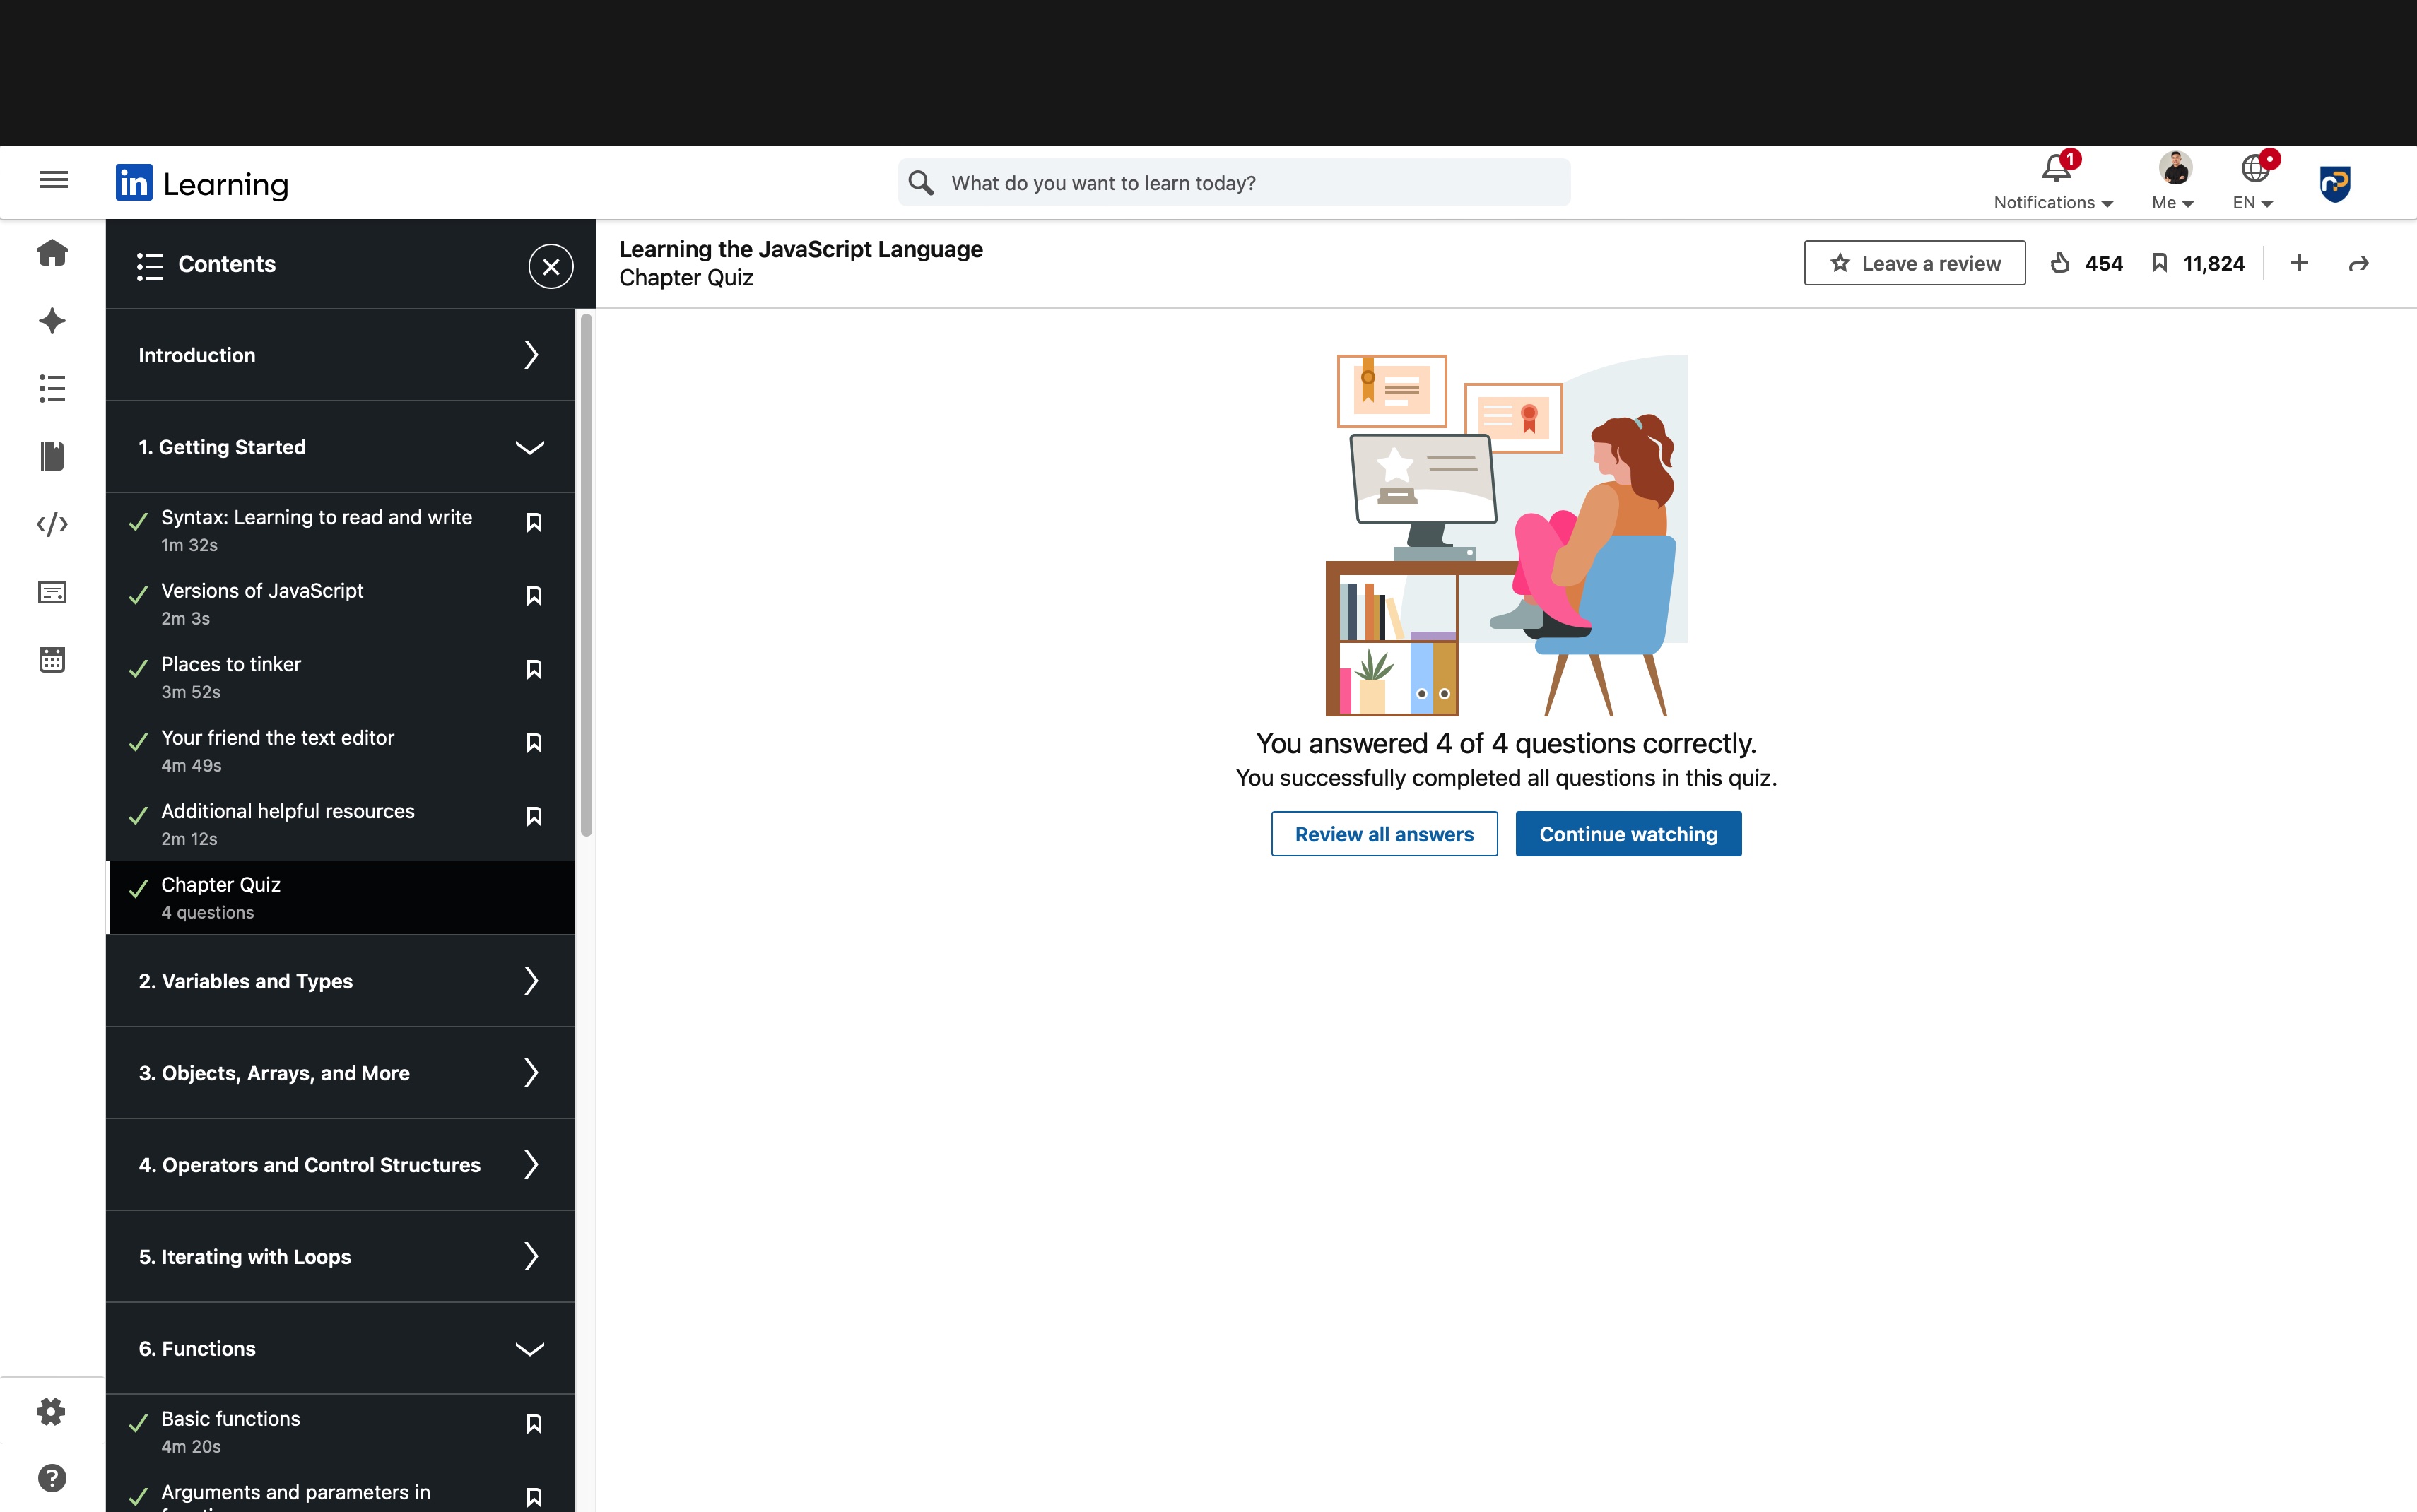 in Learning
What do you want to learn today?
1
Notifications
Me
EN
Contents
Introduction
1. Getting Started
Syntax: Learning to read and write
1m 32s
Versions of JavaScript
2m 3s
Places to tinker
3m 52s
Your friend the text editor
4m 49s
Additional helpful resources
2m 12s
Chapter Quiz
4 questions
2. Variables and Types
3. Objects, Arrays, and More
4. Operators and Control Structures
5. Iterating with Loops
6. Functions
Basic functions
4m 20s
Arguments and parameters in
Learning the JavaScript Language
Chapter Quiz
Leave a review
454
11,824
You answered 4 of 4 questions correctly.
You successfully completed all questions in this quiz.
Review all answers
Continue watching